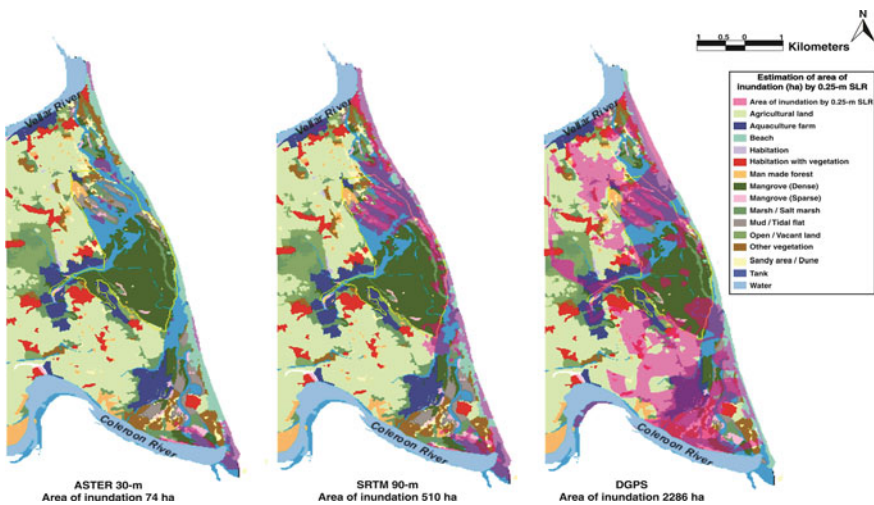 N
1 0.5 0 1
Kilometers
Estimation of area of
inundation (ha) by 0.25-m SLR
Area of inundation by 0.25-m SLR
Agricultural land
Aquaculture farm
Beach
Habitation
Habitation with vegetation
Man made forest
Mangrove (Dense)
Mangrove (Sparse)
Marsh / Salt marsh
Mud / Tidal flat
Open / Vacant land
Other vegetation
Sandy area / Dune
Tank
Water
Vellar River
Vellar River
Vellar River
Coleroon River
Coleroon River
Coleroon River
ASTER 30-m
Area of inundation 74 ha
SRTM 90-m
Area of inundation 510 ha
DGPS
Area of inundation 2286 ha